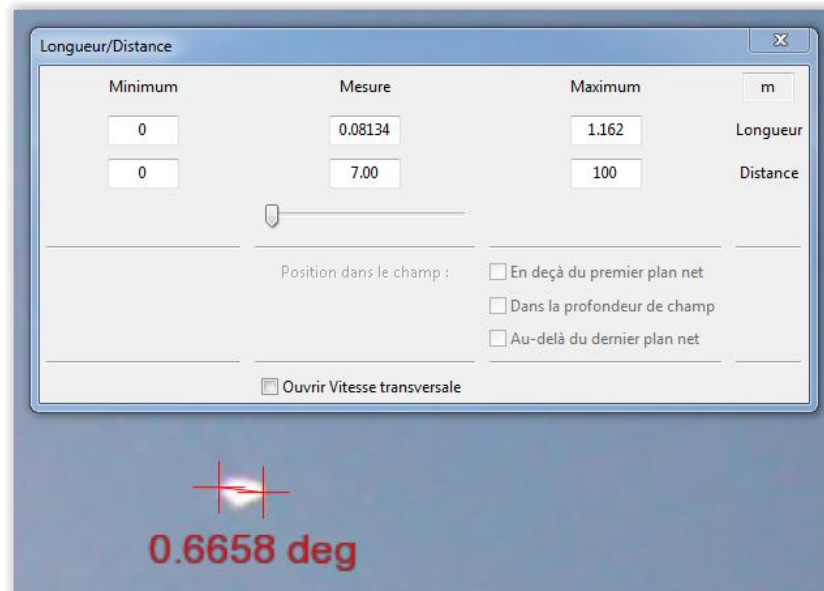 Longueur/Distance
Minimum Mesure Maximum m
0 0.08134 1.162 Longueur
0 7.00 100 Distance
Position dans le champ : En deçà du premier plan net
Dans la profondeur de champ
Au-delà du dernier plan net
Ouvrir Vitesse transversale
0.6658 deg